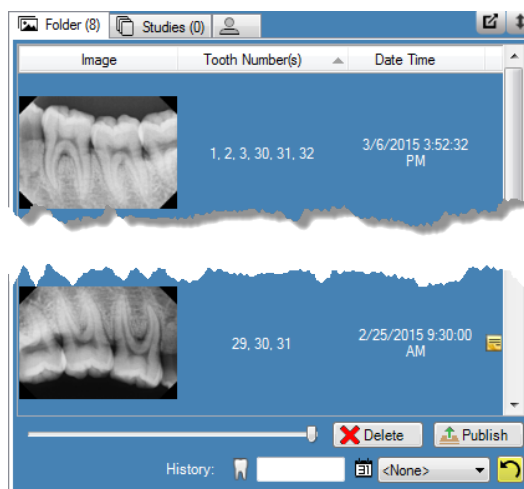 Folder (8) Studies (0)
Image Tooth Number(s) Date Time
1, 2, 3, 30, 31, 32 3/6/2015 3:52:32
PM
29, 30, 31 2/25/2015 9:30:00
AM
Delete Publish
History: 31 <None>